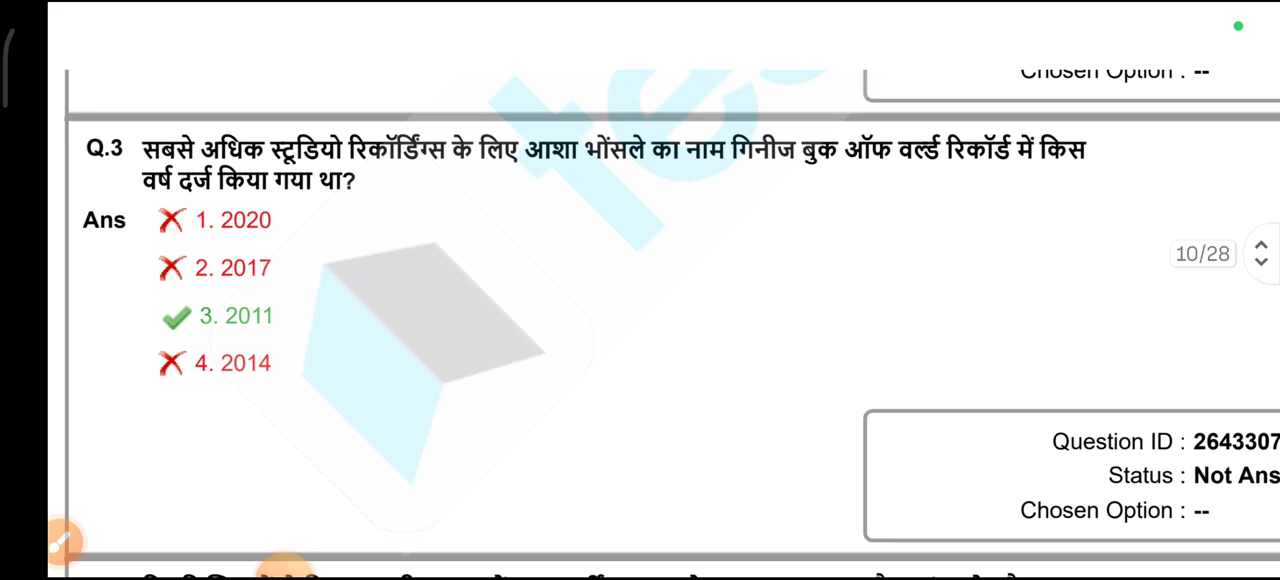 Chosen Option : --
Q.3 सबसे अधिक स्टूडियो रिकॉर्डिंग्स के लिए आशा भोंसले का नाम गिनीज बुक ऑफ वर्ल्ड रिकॉर्ड में किस
वर्ष दर्ज किया गया था?
Ans 1. 2020
2. 2017
3. 2011
4. 2014
10/28
Question ID : 2643307
Status : Not Ans
Chosen Option : --